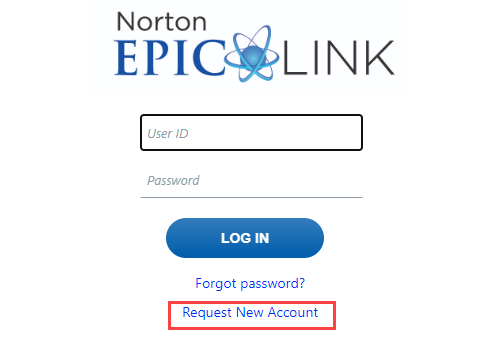 Norton
EPIC LINK
User ID
Password
LOG IN
Forgot password?
Request New Account